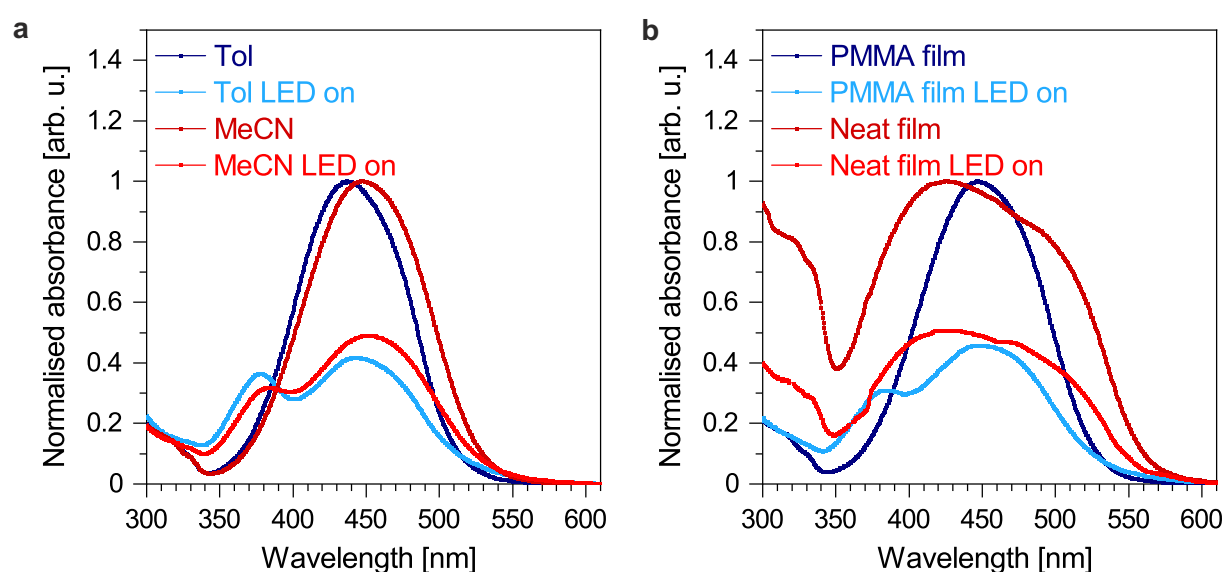 a
Normalised absorbance [arb. u.]
1.4
1.2
1
0.8
0.6
0.4
0.2
0
Tol
Tol LED on
MeCN
MeCN LED on
300 350 400 450 500 550 600
Wavelength [nm]
b
Normalised absorbance [arb. u.]
1.4
1.2
1
0.8
0.6
0.4
0.2
0
PMMA film
PMMA film LED on
Neat film
Neat film LED on
300 350 400 450 500 550 600
Wavelength [nm]